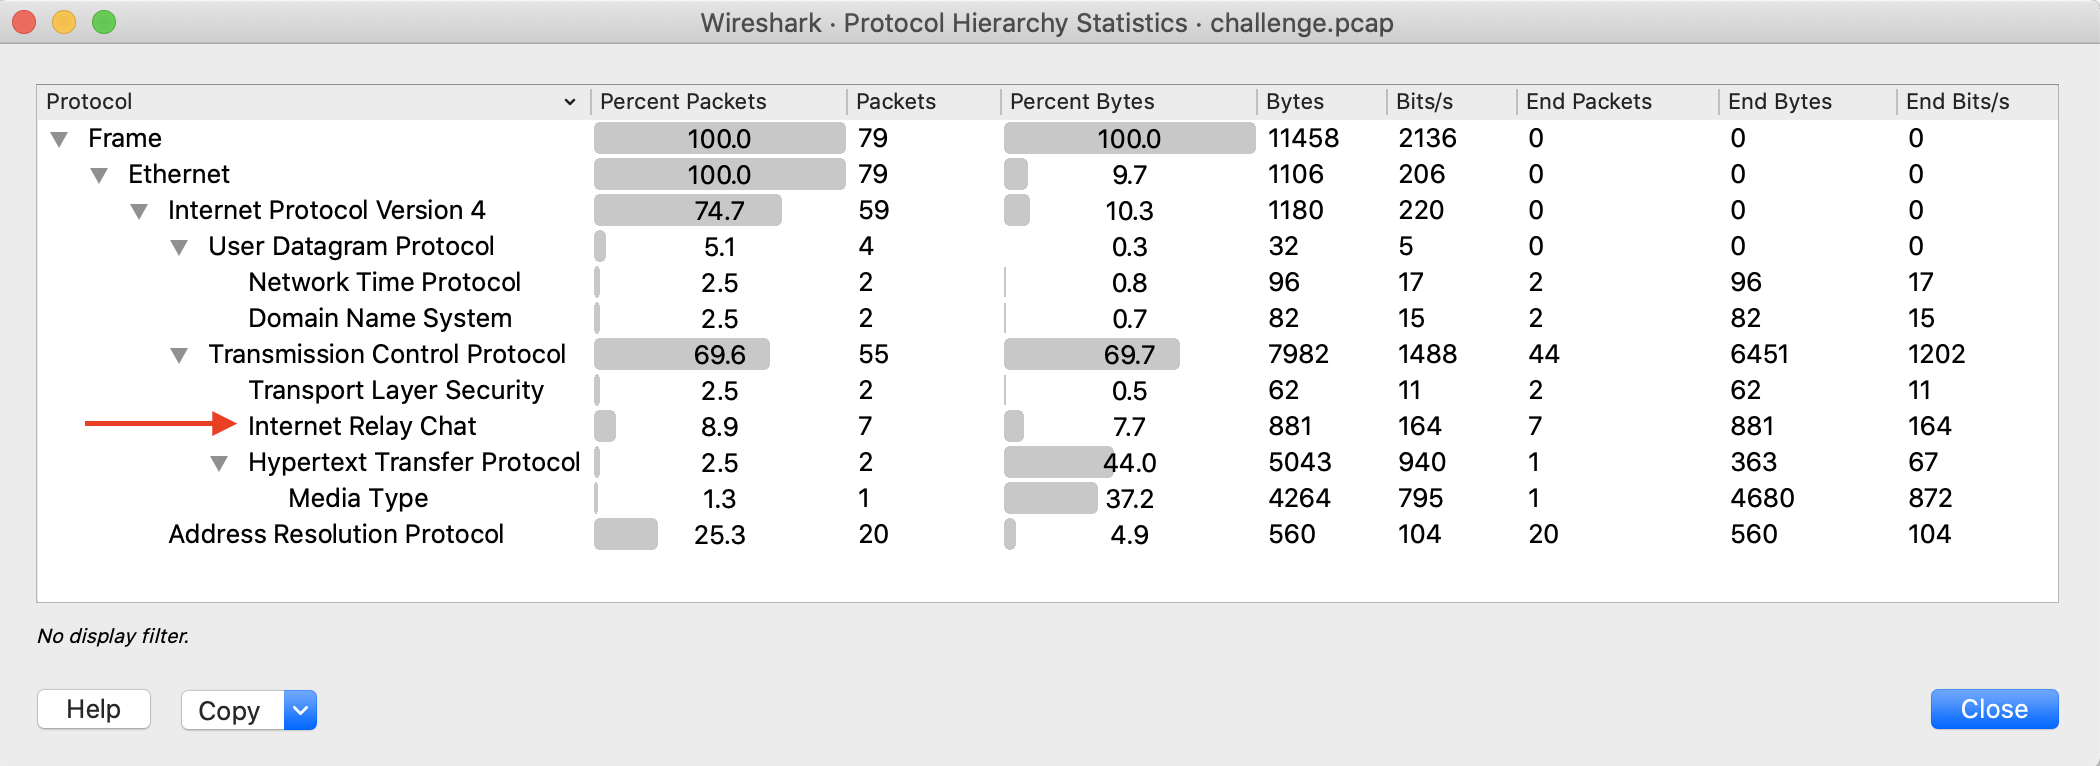 Wireshark · Protocol Hierarchy Statistics · challenge.pcap
Protocol Percent Packets Packets Percent Bytes Bytes Bits/s End Packets End Bytes End Bits/s
Frame 100.0 79 100.0 11458 2136 0 0 0
Ethernet 100.0 79 9.7 1106 206 0 0 0
Internet Protocol Version 4 74.7 59 10.3 1180 220 0 0 0
User Datagram Protocol 5.1 4 0.3 32 5 0 0 0
Network Time Protocol 2.5 2 0.8 96 17 2 96 17
Domain Name System 2.5 2 0.7 82 15 2 82 15
Transmission Control Protocol 69.6 55 69.7 7982 1488 44 6451 1202
Transport Layer Security 2.5 2 0.5 62 11 2 62 11
Internet Relay Chat 8.9 7 7.7 881 164 7 881 164
Hypertext Transfer Protocol 2.5 2 44.0 5043 940 1 363 67
Media Type 1.3 1 37.2 4264 795 1 4680 872
Address Resolution Protocol 25.3 20 4.9 560 104 20 560 104
No display filter.
Help Copy Close